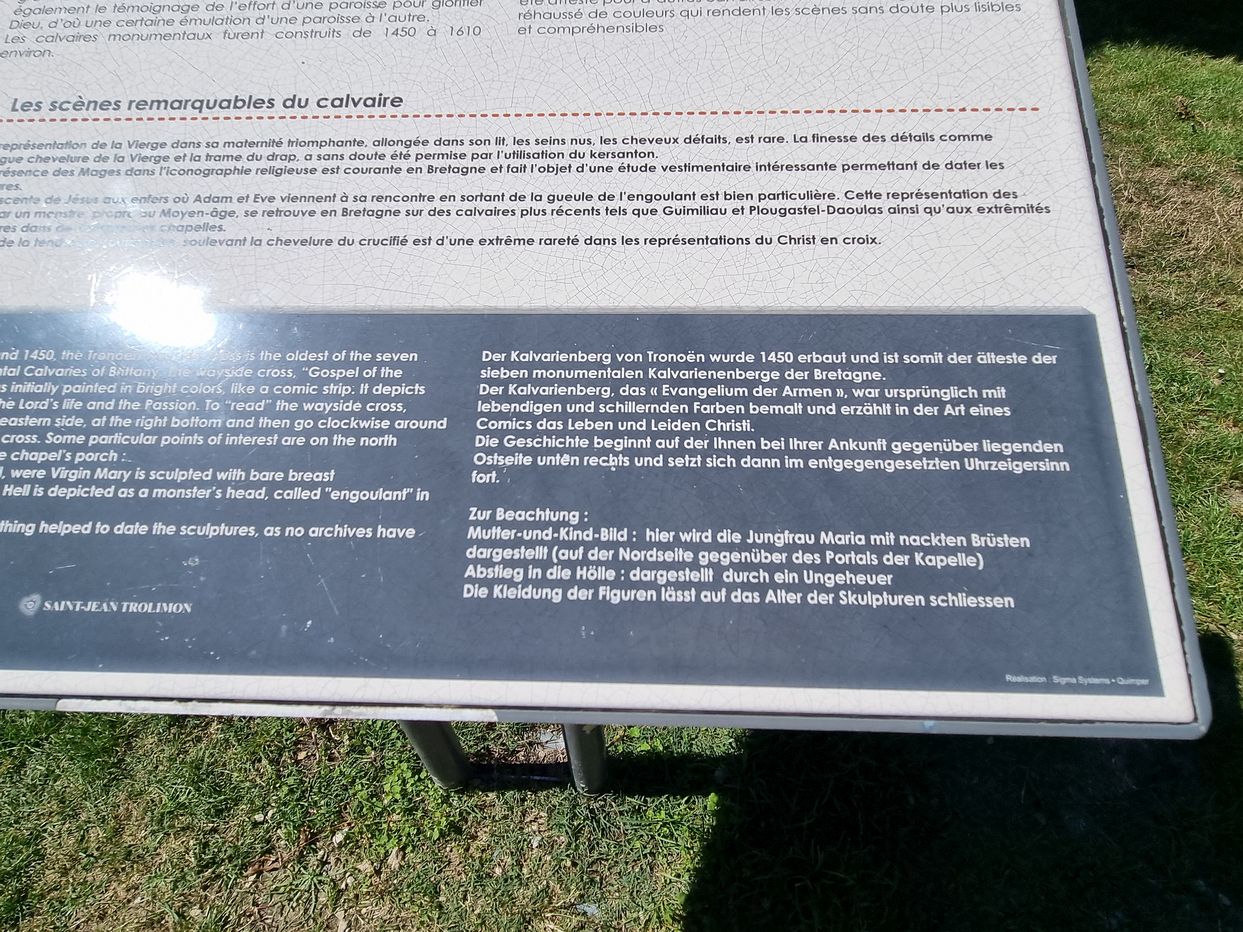 également le témoignage de l'effort d'une paroisse pour glorifier
Dieu, d'où une certaine émulation d'une paroisse à l'autre.
Les calvaires monumentaux furent construits de 1450 à 1610
environ.
réhaussé de couleurs qui rendent les scènes sans doute plus lisibles
et compréhensibles
Les scènes remarquables du calvaire
représentation de la Vierge dans sa maternité triomphante, allongée dans son lit, les seins nus, les cheveux défaits, est rare. La finesse des détails comme
gue chevelure de la Vierge et la trame du drap, a sans doute été permise par l'utilisation du kersanton.
résence des Mages dans l'iconographie religieuse est courante en Bretagne et fait l'objet d'une étude vestimentaire intéressante permettant de dater les
res.
scente de Jésus aux enfers où Adam et Eve viennent à sa rencontre en sortant de la gueule de l'engoulant est bien particulière. Cette représentation des
ar un monstre, propre au Moyen-âge, se retrouve en Bretagne sur des calvaires plus récents tels que Guimiliau et Plougastel-Daoulas ainsi qu'aux extrêmités
res dans chapelles.
de la soulevant la chevelure du crucifié est d'une extrême rareté dans les représentations du Christ en croix.
1450, the Tronoën is the oldest of the seven
ntal Calvaries of Brittany. The wayside cross, "Gospel of the
s initially painted in bright colors, like a comic strip. It depicts
he Lord's life and the Passion. To "read" the wayside cross,
eastern side, at the right bottom and then go clockwise around
cross. Some particular points of interest are on the north
e chapel's porch :
l, were Virgin Mary is sculpted with bare breast
Hell is depicted as a monster's head, called "engoulant" in
thing helped to date the sculptures, as no archives have
SAINT-JEAN TROLIMON
Der Kalvarienberg von Tronoën wurde 1450 erbaut und ist somit der älteste der
sieben monumentalen Kalvarienenberge der Bretagne.
Der Kalvarienberg, das « Evangelium der Armen », war ursprünglich mit
lebendigen und schillernden Farben bemalt und erzählt in der Art eines
Comics das Leben und Leiden Christi.
Die Geschichte beginnt auf der Ihnen bei Ihrer Ankunft gegenüber liegenden
Ostseite unten rechts und setzt sich dann im entgegengesetzten Uhrzeigersinn
fort.
Zur Beachtung :
Mutter-und-Kind-Bild : hier wird die Jungfrau Maria mit nackten Brüsten
dargestellt (auf der Nordseite gegenüber des Portals der Kapelle)
Abstieg in die Hölle : dargestellt durch ein Ungeheuer
Die Kleidung der Figuren lässt auf das Alter der Skulpturen schliessen
Réalisation : Sigma Systems • Quimper